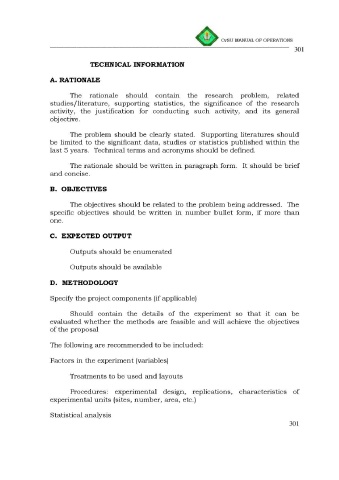 CvSU MANUAL OF OPERATIONS
301
TECHNICAL INFORMATION
A. RATIONALE
The rationale should contain the research problem, related
studies/literature, supporting statistics, the significance of the research
activity, the justification for conducting such activity, and its general
objective.
The problem should be clearly stated. Supporting literatures should
be limited to the significant data, studies or statistics published within the
last 5 years. Technical terms and acronyms should be defined.
The rationale should be written in paragraph form. It should be brief
and concise.
B. OBJECTIVES
The objectives should be related to the problem being addressed. The
specific objectives should be written in number bullet form, if more than
one.
C. EXPECTED OUTPUT
Outputs should be enumerated
Outputs should be available
D. METHODOLOGY
Specify the project components (if applicable)
Should contain the details of the experiment so that it can be
evaluated whether the methods are feasible and will achieve the objectives
of the proposal
The following are recommended to be included:
Factors in the experiment (variables)
Treatments to be used and layouts
Procedures: experimental design, replications, characteristics of
experimental units (sites, number, area, etc.)
Statistical analysis
301